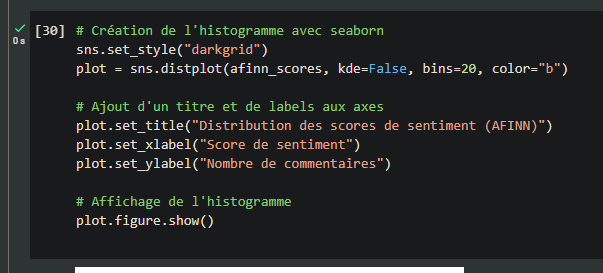 [30] # Création de l'histogramme avec seaborn
0 s
sns.set_style("darkgrid")
plot = sns.distplot(afinn_scores, kde=False, bins=20, color="b")
# Ajout d'un titre et de labels aux axes
plot.set_title("Distribution des scores de sentiment (AFINN)")
plot.set_xlabel("Score de sentiment")
plot.set_ylabel("Nombre de commentaires")
# Affichage de l'histogramme
plot.figure.show()